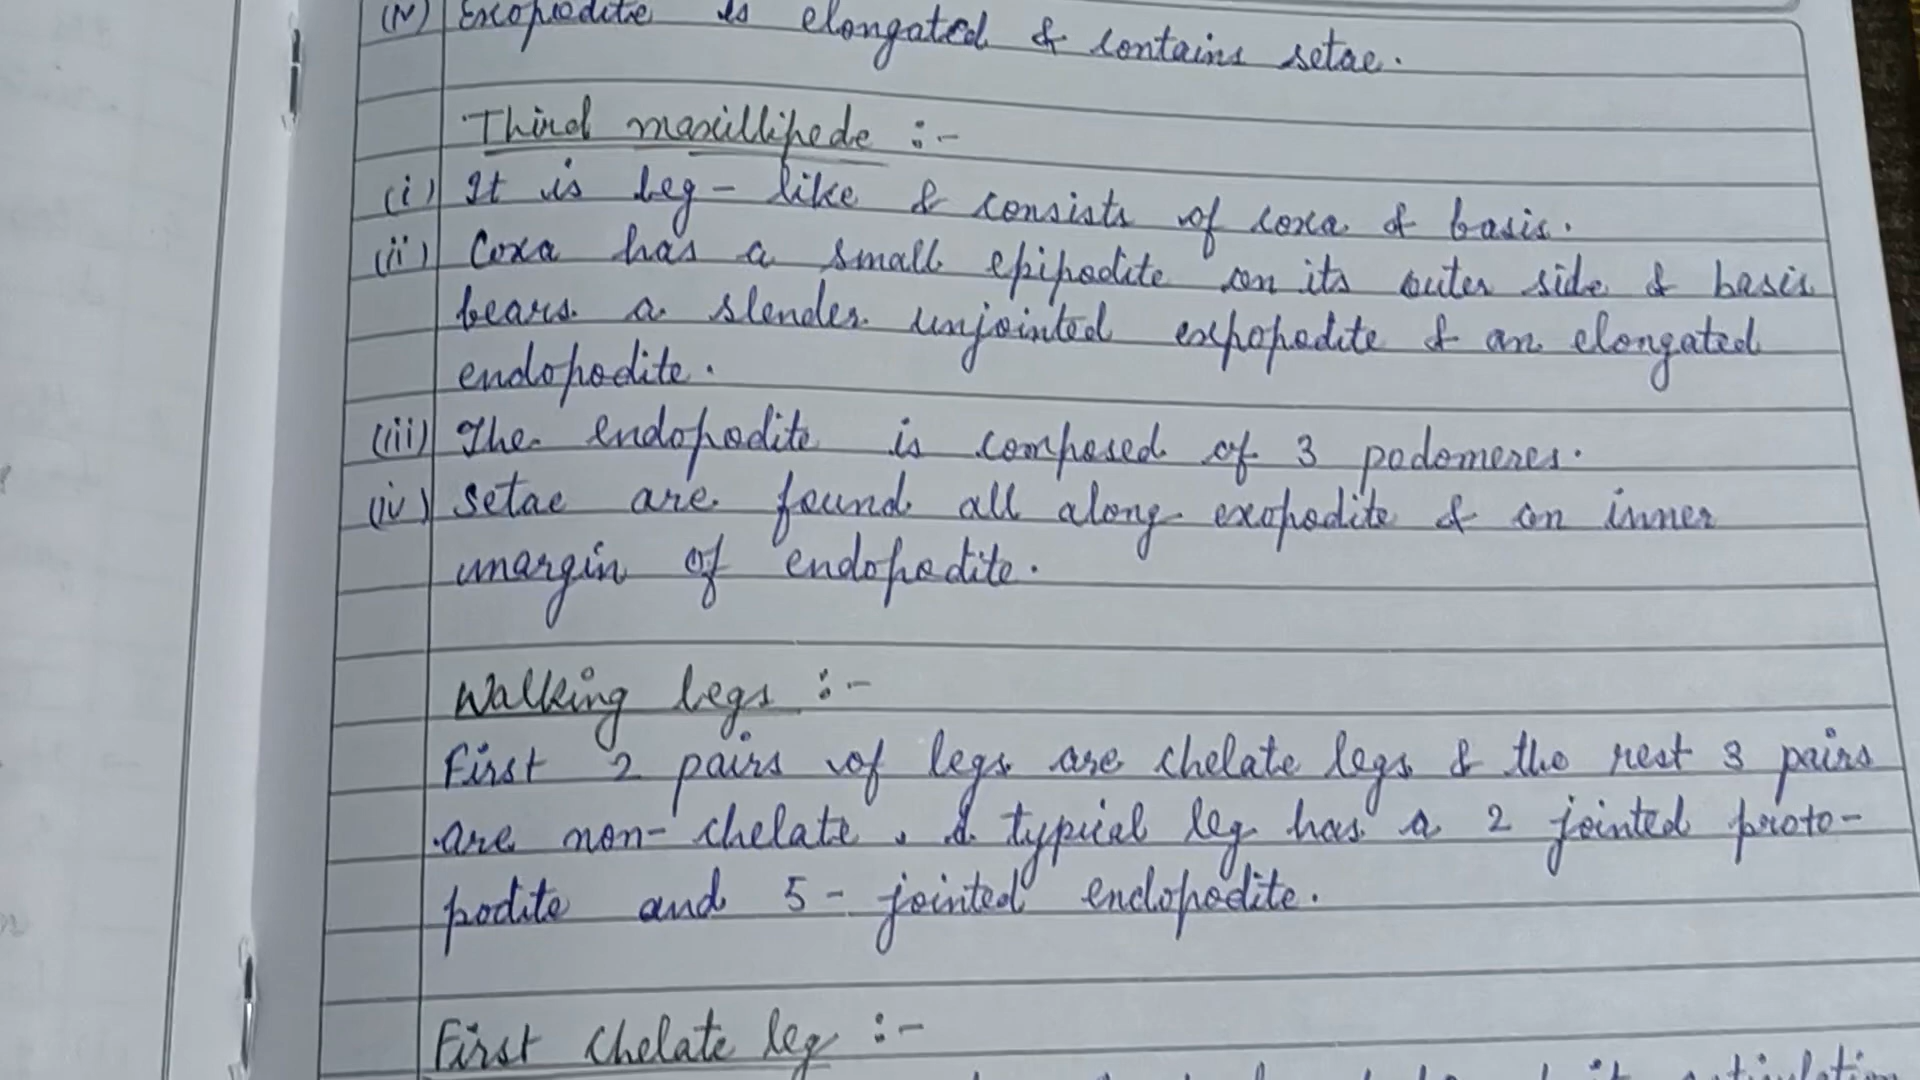 (iv) Exopodite is elongated & contains setae.
Third maxillipede :-
(i) It is leg-like & consists of coxa & basis.
(ii) Coxa has a small epipodite on its outer side & basis
bears a slender unjointed expopodite & an elongated
endopodite.
(iii) The endopodite is composed of 3 podomeres.
(iv) setae are found all along exopodite & on inner
margin of endopodite.
Walking legs :-
First 2 pairs of legs are chelate legs & the rest 3 pairs
are non-chelate. A typical leg has a 2 jointed proto-
podite and 5-jointed endopodite.
First chelate leg :-